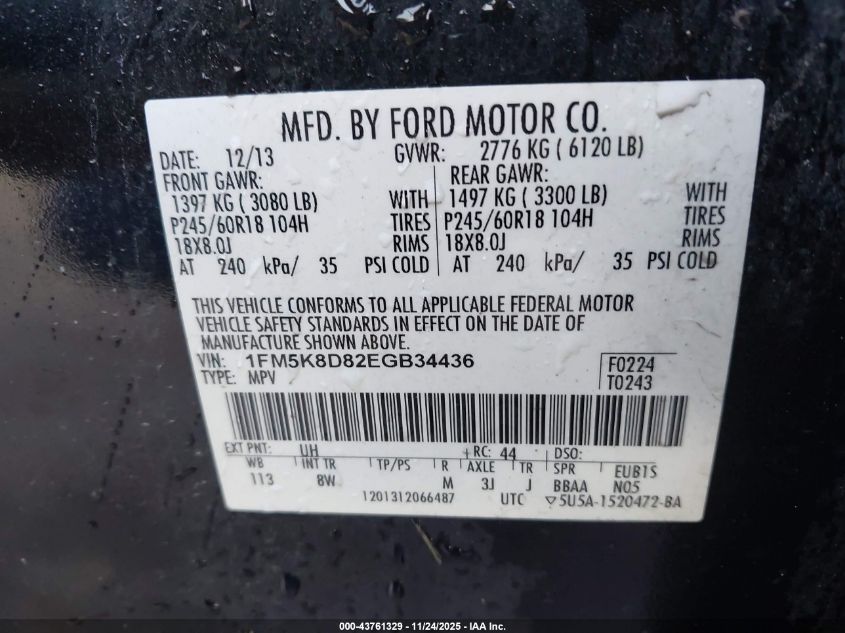 MFD. BY FORD MOTOR CO.
DATE: 12/13 GVWR: 2776 KG ( 6120 LB)
FRONT GAWR: REAR GAWR:
1397 KG ( 3080 LB) WITH 1497 KG ( 3300 LB) WITH
P245/60R18 104H TIRES P245/60R18 104H TIRES
18X8.0J RIMS 18X8.0J RIMS
AT 240 kPa/ 35 PSI COLD AT 240 kPa/ 35 PSI COLD
THIS VEHICLE CONFORMS TO ALL APPLICABLE FEDERAL MOTOR
VEHICLE SAFETY STANDARDS IN EFFECT ON THE DATE OF
MANUFACTURE SHOWN ABOVE.
VIN: 1FM5K8D82EGB34436 F0224
TYPE: MPV T0243
EXT PNT: UH +RC: 44 DSO:
WB INT TR TP/PS R AXLE TR SPR EUB1S
113 8W M 3J J BBAA N05
1201312066487 UTC ▽5U5A-1520472-BA
000-43761329 - 11/24/2025 - IAA Inc.